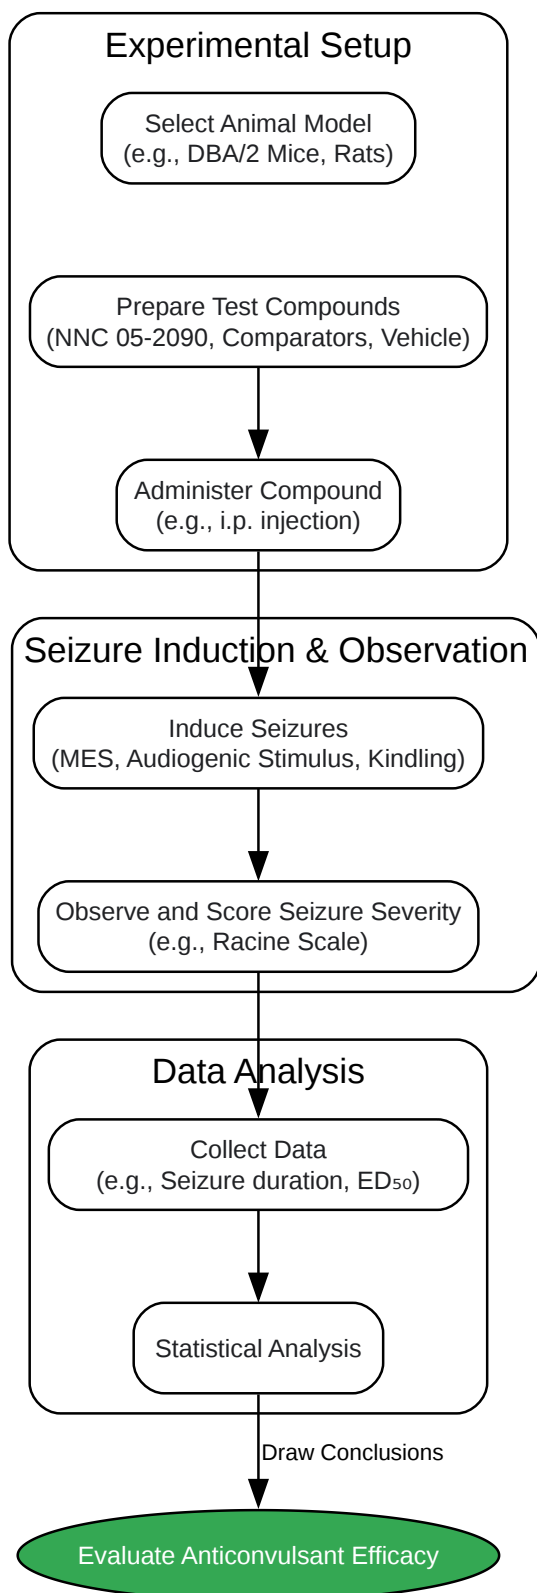 Experimental Setup
Select Animal Model
(e.g., DBA/2 Mice, Rats)
Prepare Test Compounds
(NNC 05-2090, Comparators, Vehicle)
Administer Compound
(e.g., i.p. injection)
Seizure Induction & Observation
Induce Seizures
(MES, Audiogenic Stimulus, Kindling)
Observe and Score Seizure Severity
(e.g., Racine Scale)
Data Analysis
Collect Data
(e.g., Seizure duration, ED₅₀)
Statistical Analysis
Draw Conclusions
Evaluate Anticonvulsant Efficacy